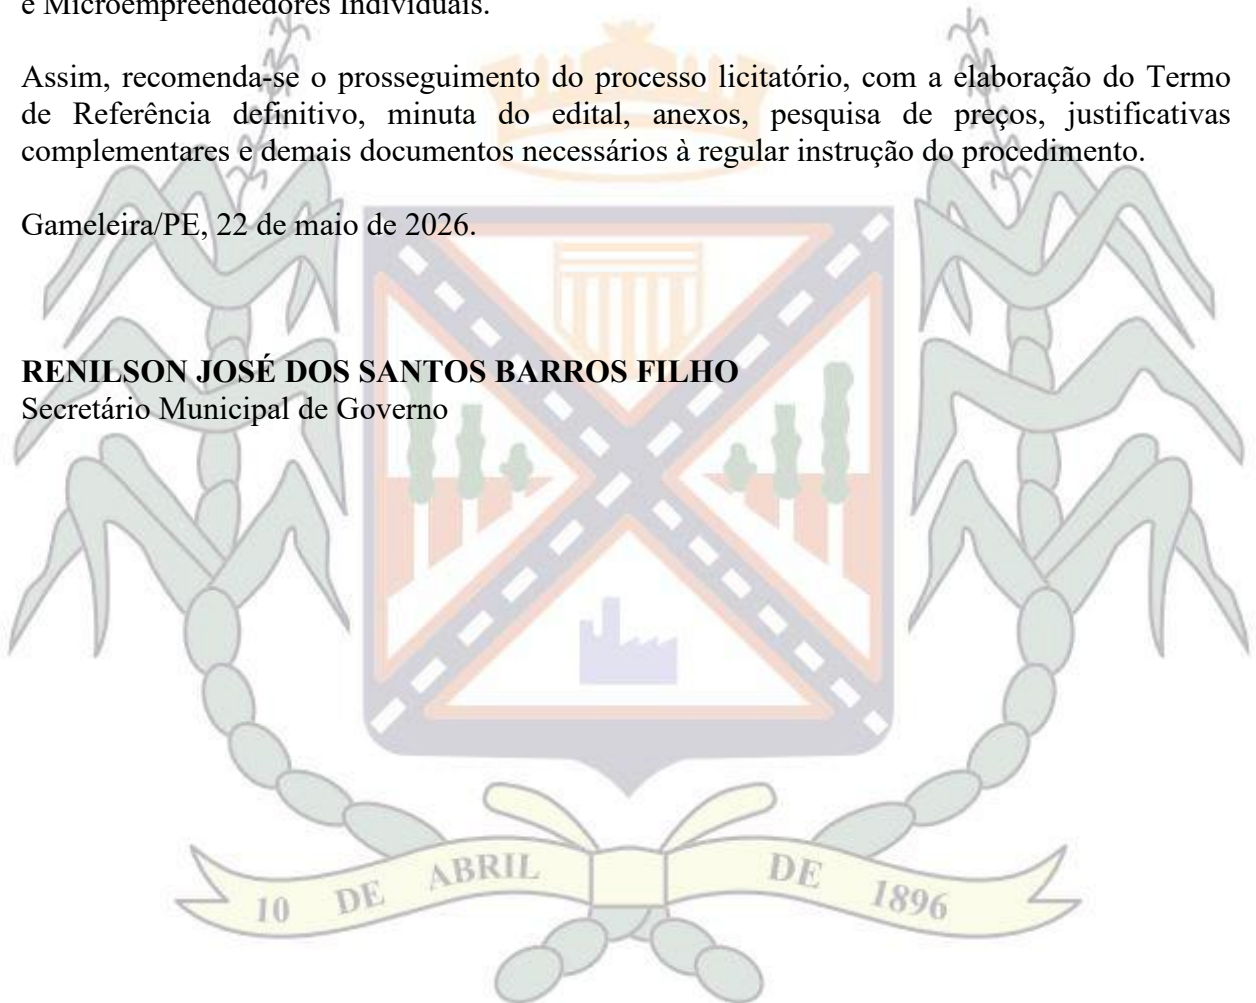 e Microempreendedores Individuais.
Assim, recomenda-se o prosseguimento do processo licitatório, com a elaboração do Termo
de Referência definitivo, minuta do edital, anexos, pesquisa de preços, justificativas
complementares e demais documentos necessários à regular instrução do procedimento.
Gameleira/PE, 22 de maio de 2026.
RENILSON JOSÉ DOS SANTOS BARROS FILHO
Secretário Municipal de Governo
10 DE ABRIL DE 1896